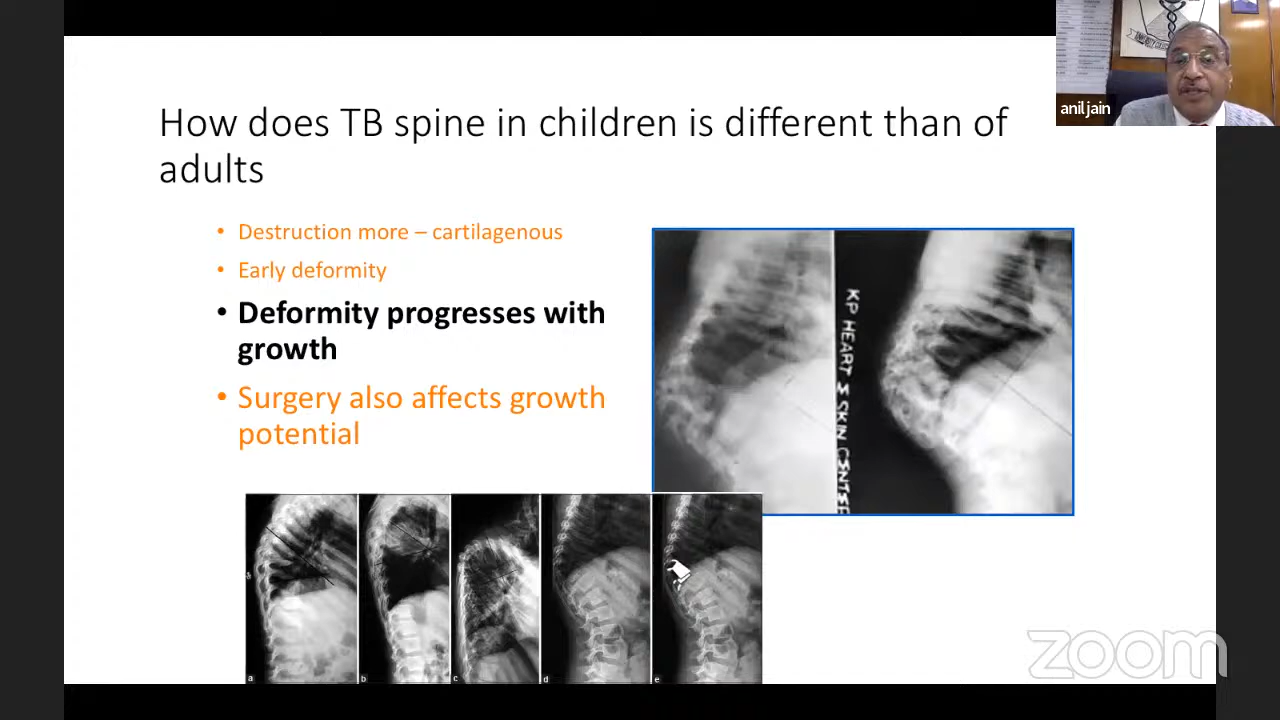 How does TB spine in children is different than of
adults
• Destruction more – cartilagenous
• Early deformity
• Deformity progresses with
growth
• Surgery also affects growth
potential
KP HEART & SKIN CENTER
a
b
c
d
e
anil jain
zoom